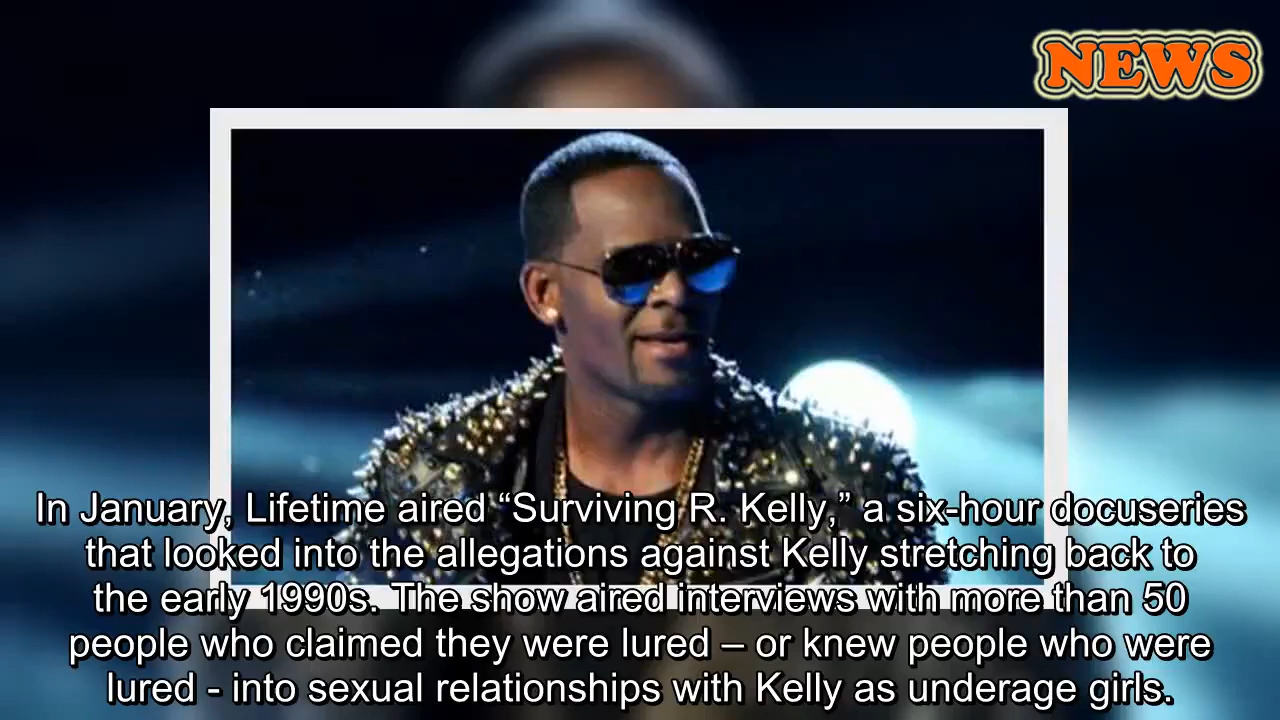 NEWS
In January, Lifetime aired “Surviving R. Kelly,” a six-hour docuseries
that looked into the allegations against Kelly stretching back to
the early 1990s. The show aired interviews with more than 50
people who claimed they were lured – or knew people who were
lured - into sexual relationships with Kelly as underage girls.